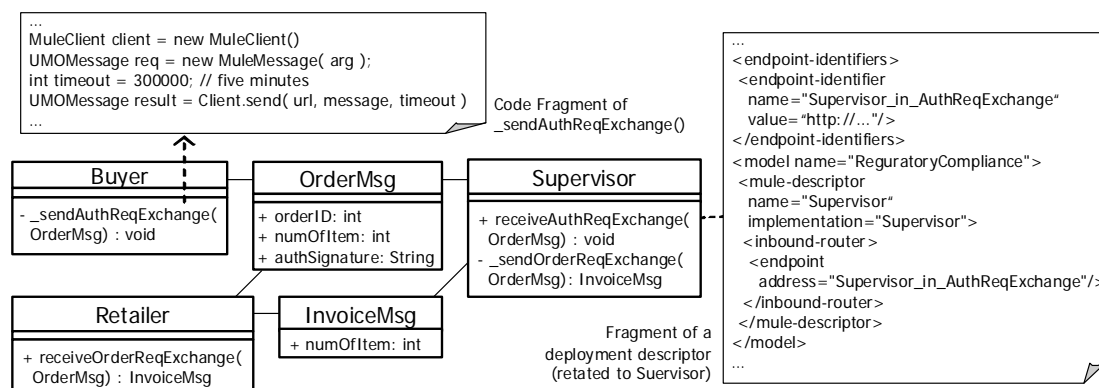 ...
MuleClient client = new MuleClient()
UMOMessage req = new MuleMessage( arg );
int timeout = 300000; // five minutes
UMOMessage result = Client.send( url, message, timeout )
...
Code Fragment of
_sendAuthReqExchange()
Buyer
- _sendAuthReqExchange(
OrderMsg) : void
OrderMsg
+ orderID: int
+ numOfItem: int
+ authSignature: String
Supervisor
+ receiveAuthReqExchange(
OrderMsg) : void
- _sendOrderReqExchange(
OrderMsg): InvoiceMsg
Retailer
+ receiveOrderReqExchange(
OrderMsg) : InvoiceMsg
InvoiceMsg
+ numOfItem: int
Fragment of a
deployment descriptor
(retated to Suervisor)
...
<endpoint-identifiers>
<endpoint-identifier
name="Supervisor_in_AuthReqExchange“
value=“http://..."/>
</endpoint-identifiers>
<model name="ReguratoryCompliance">
<mule-descriptor
name="Supervisor“
implementation="Supervisor">
<inbound-router>
<endpoint
address="Supervisor_in_AuthReqExchange"/>
</inbound-router>
</mule-descriptor>
</model>
...